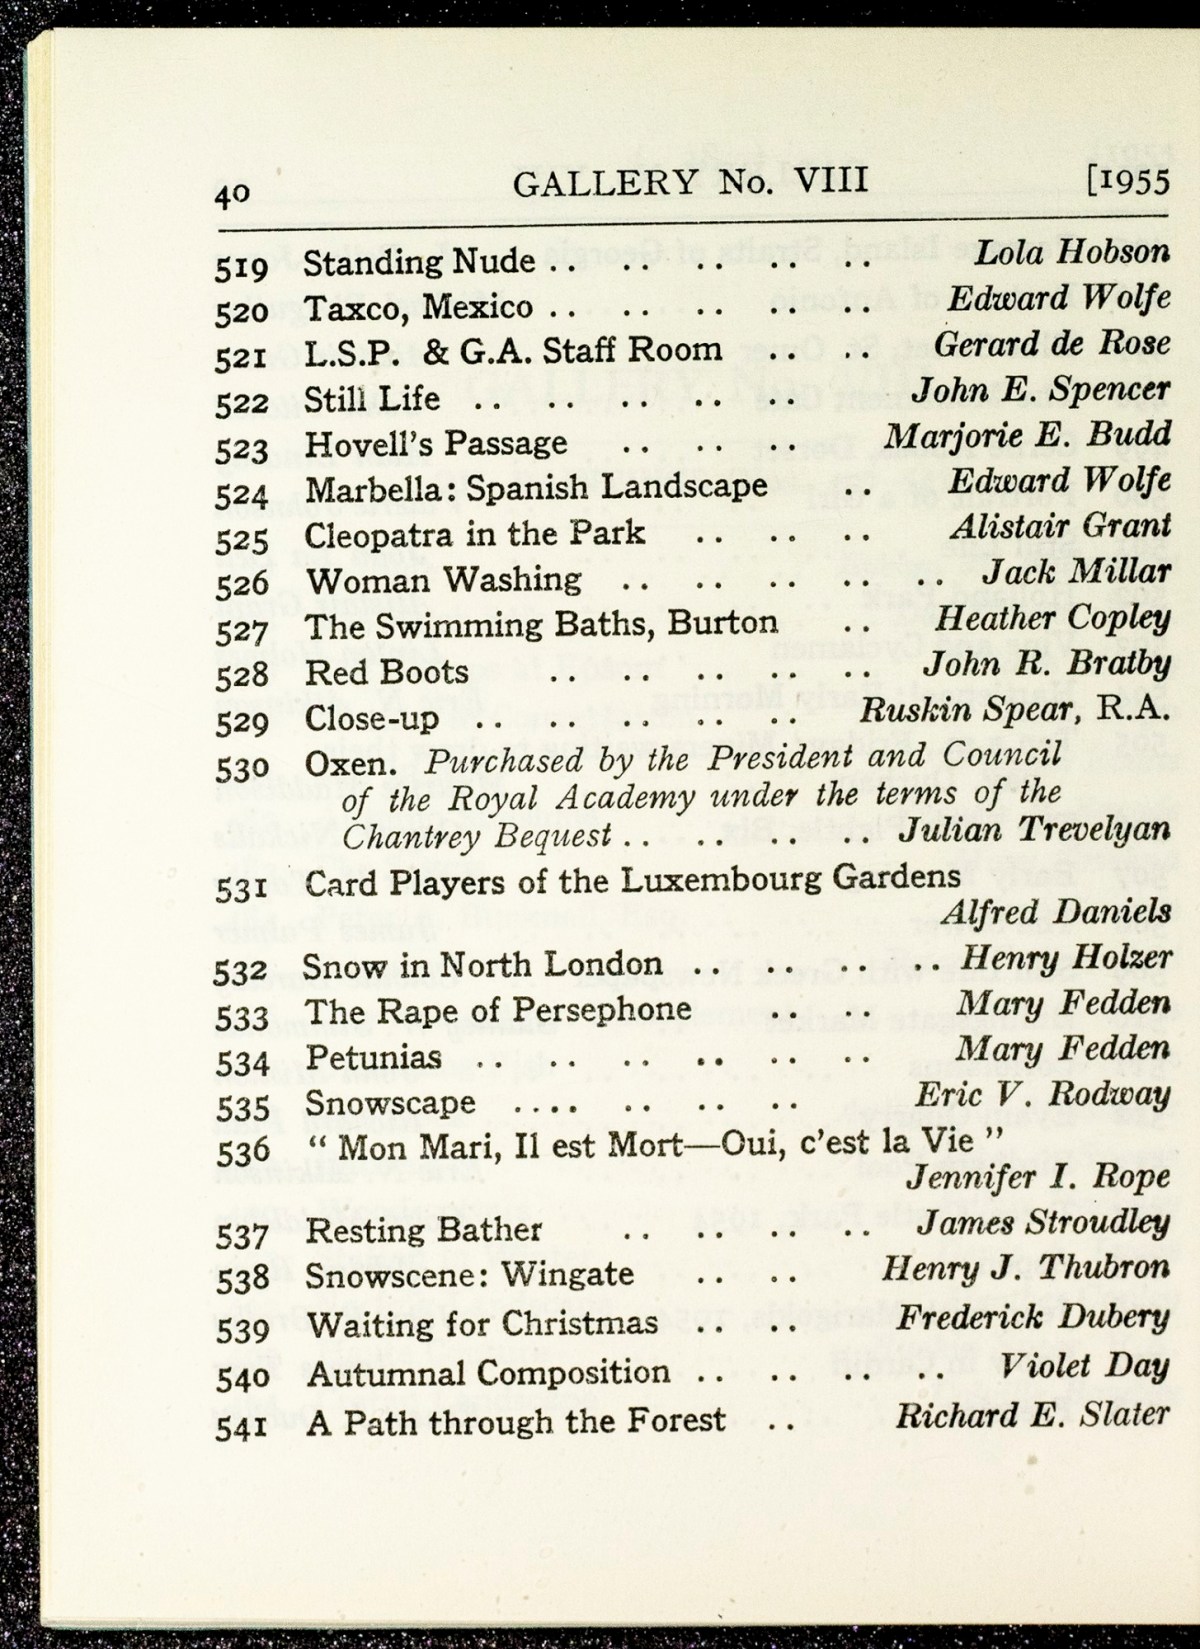 40 GALLERY No. VIII [1955
519 Standing Nude .. .. .. .. .. Lola Hobson
520 Taxco, Mexico .. .. .. .. .. Edward Wolfe
521 L.S.P. & G.A. Staff Room .. .. Gerard de Rose
522 Still Life .. .. .. .. .. John E. Spencer
523 Hovell's Passage .. .. .. Marjorie E. Budd
524 Marbella: Spanish Landscape .. Edward Wolfe
525 Cleopatra in the Park .. .. .. Alistair Grant
526 Woman Washing .. .. .. .. .. Jack Millar
527 The Swimming Baths, Burton .. Heather Copley
528 Red Boots .. .. .. .. .. John R. Bratby
529 Close-up .. .. .. .. .. Ruskin Spear, R.A.
530 Oxen. Purchased by the President and Council
of the Royal Academy under the terms of the
Chantrey Bequest .. .. .. .. Julian Trevelyan
531 Card Players of the Luxembourg Gardens
Alfred Daniels
532 Snow in North London .. .. .. .. Henry Holzer
533 The Rape of Persephone .. .. Mary Fedden
534 Petunias .. .. .. .. .. .. Mary Fedden
535 Snowscape .... .. .. .. Eric V. Rodway
536 “ Mon Mari, Il est Mort—Oui, c'est la Vie ”
Jennifer I. Rope
537 Resting Bather .. .. .. .. James Stroudley
538 Snowscene: Wingate .. .. Henry J. Thubron
539 Waiting for Christmas .. .. Frederick Dubery
540 Autumnal Composition .. .. .. .. Violet Day
541 A Path through the Forest .. Richard E. Slater